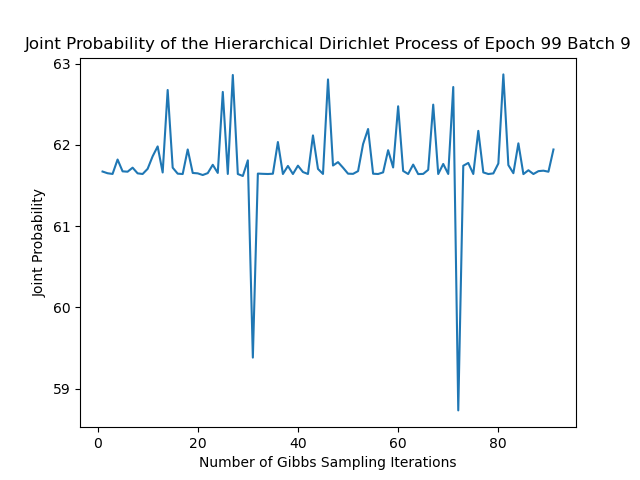 Joint Probability of the Hierarchical Dirichlet Process of Epoch 99 Batch 9
63
62
61
60
59
Joint Probability
0 20 40 60 80
Number of Gibbs Sampling Iterations